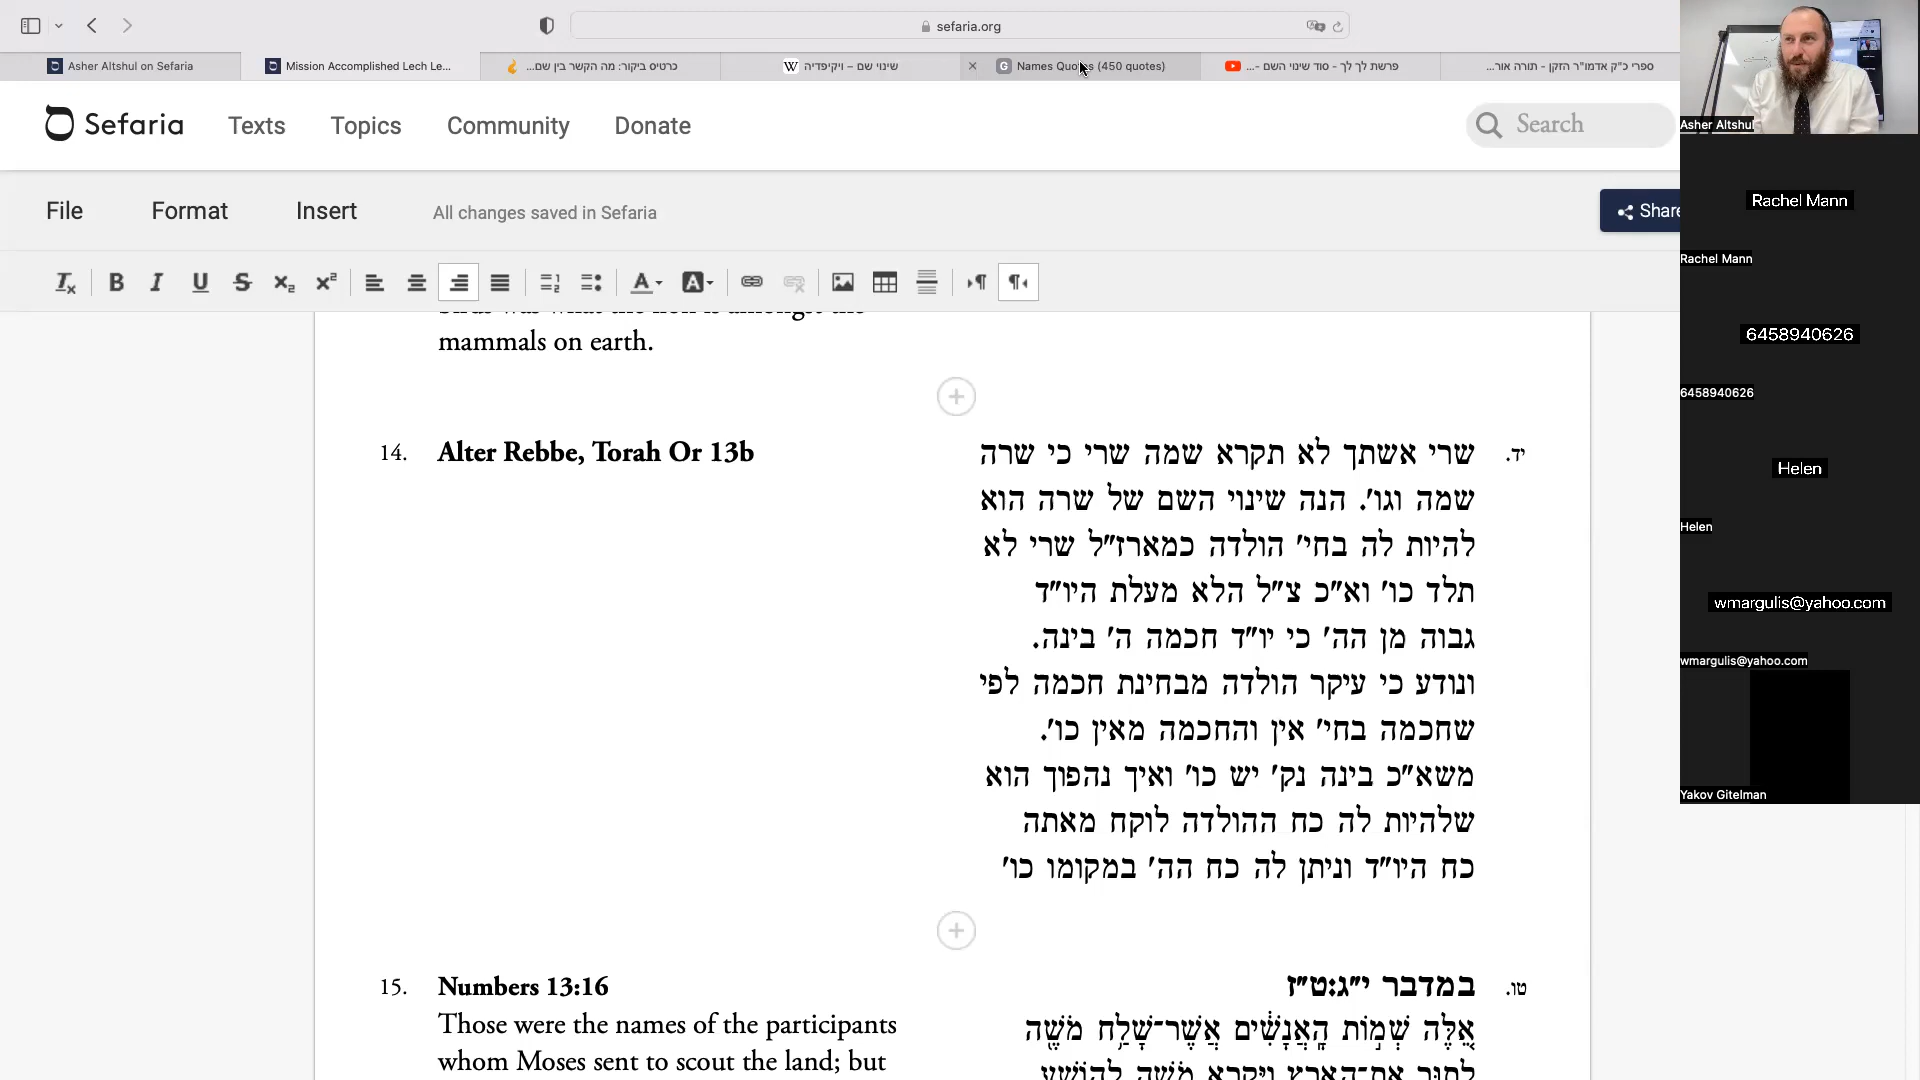 sefaria.org
Asher Altshul on Sefaria
Mission Accomplished Lech Le...
כרטיס ביקור: מה הקשר בין שם...
שינוי שם – ויקיפדיה
Names Quotes (450 quotes)
פרשת לך לך - סוד שינוי השם -...
ספרי כ"ק אדמו"ר הזקן - תורה אור...
Sefaria
Texts
Topics
Community
Donate
Search
File
Format
Insert
All changes saved in Sefaria
Share
mammals on earth.
14.
Alter Rebbe, Torah Or 13b
יד.
שרי אשתך לא תקרא שמה שרי כי שרה
שמה וגו'. הנה שינוי השם של שרה הוא
להיות לה בחי' הולדה כמארז"ל שרי לא
תלד כו' וא"כ צ"ל הלא מעלת היו"ד
גבוה מן הה' כי יו"ד חכמה ה' בינה.
ונודע כי עיקר הולדה מבחינת חכמה לפי
שחכמה בחי' אין והחכמה מאין כו'.
משא"כ בינה נק' יש כו' ואיך נהפוך הוא
שלהיות לה כח ההולדה לוקח מאתה
כח היו"ד וניתן לה כח הה' במקומו כו'
15.
Numbers 13:16
Those were the names of the participants
whom Moses sent to scout the land; but
טו.
במדבר י"ג:ט"ז
אֵלֶּה שְׁמוֹת הָאֲנָשִׁים אֲשֶׁר־שָׁלַח מֹשֶׁה
לָתוּר אֶת־הָאָרֶץ וַיִּקְרָא מֹשֶׁה לְהוֹשֵׁעַ
Asher Altshul
Rachel Mann
Rachel Mann
6458940626
6458940626
Helen
Helen
wmargulis@yahoo.com
wmargulis@yahoo.com
Yakov Gitelman